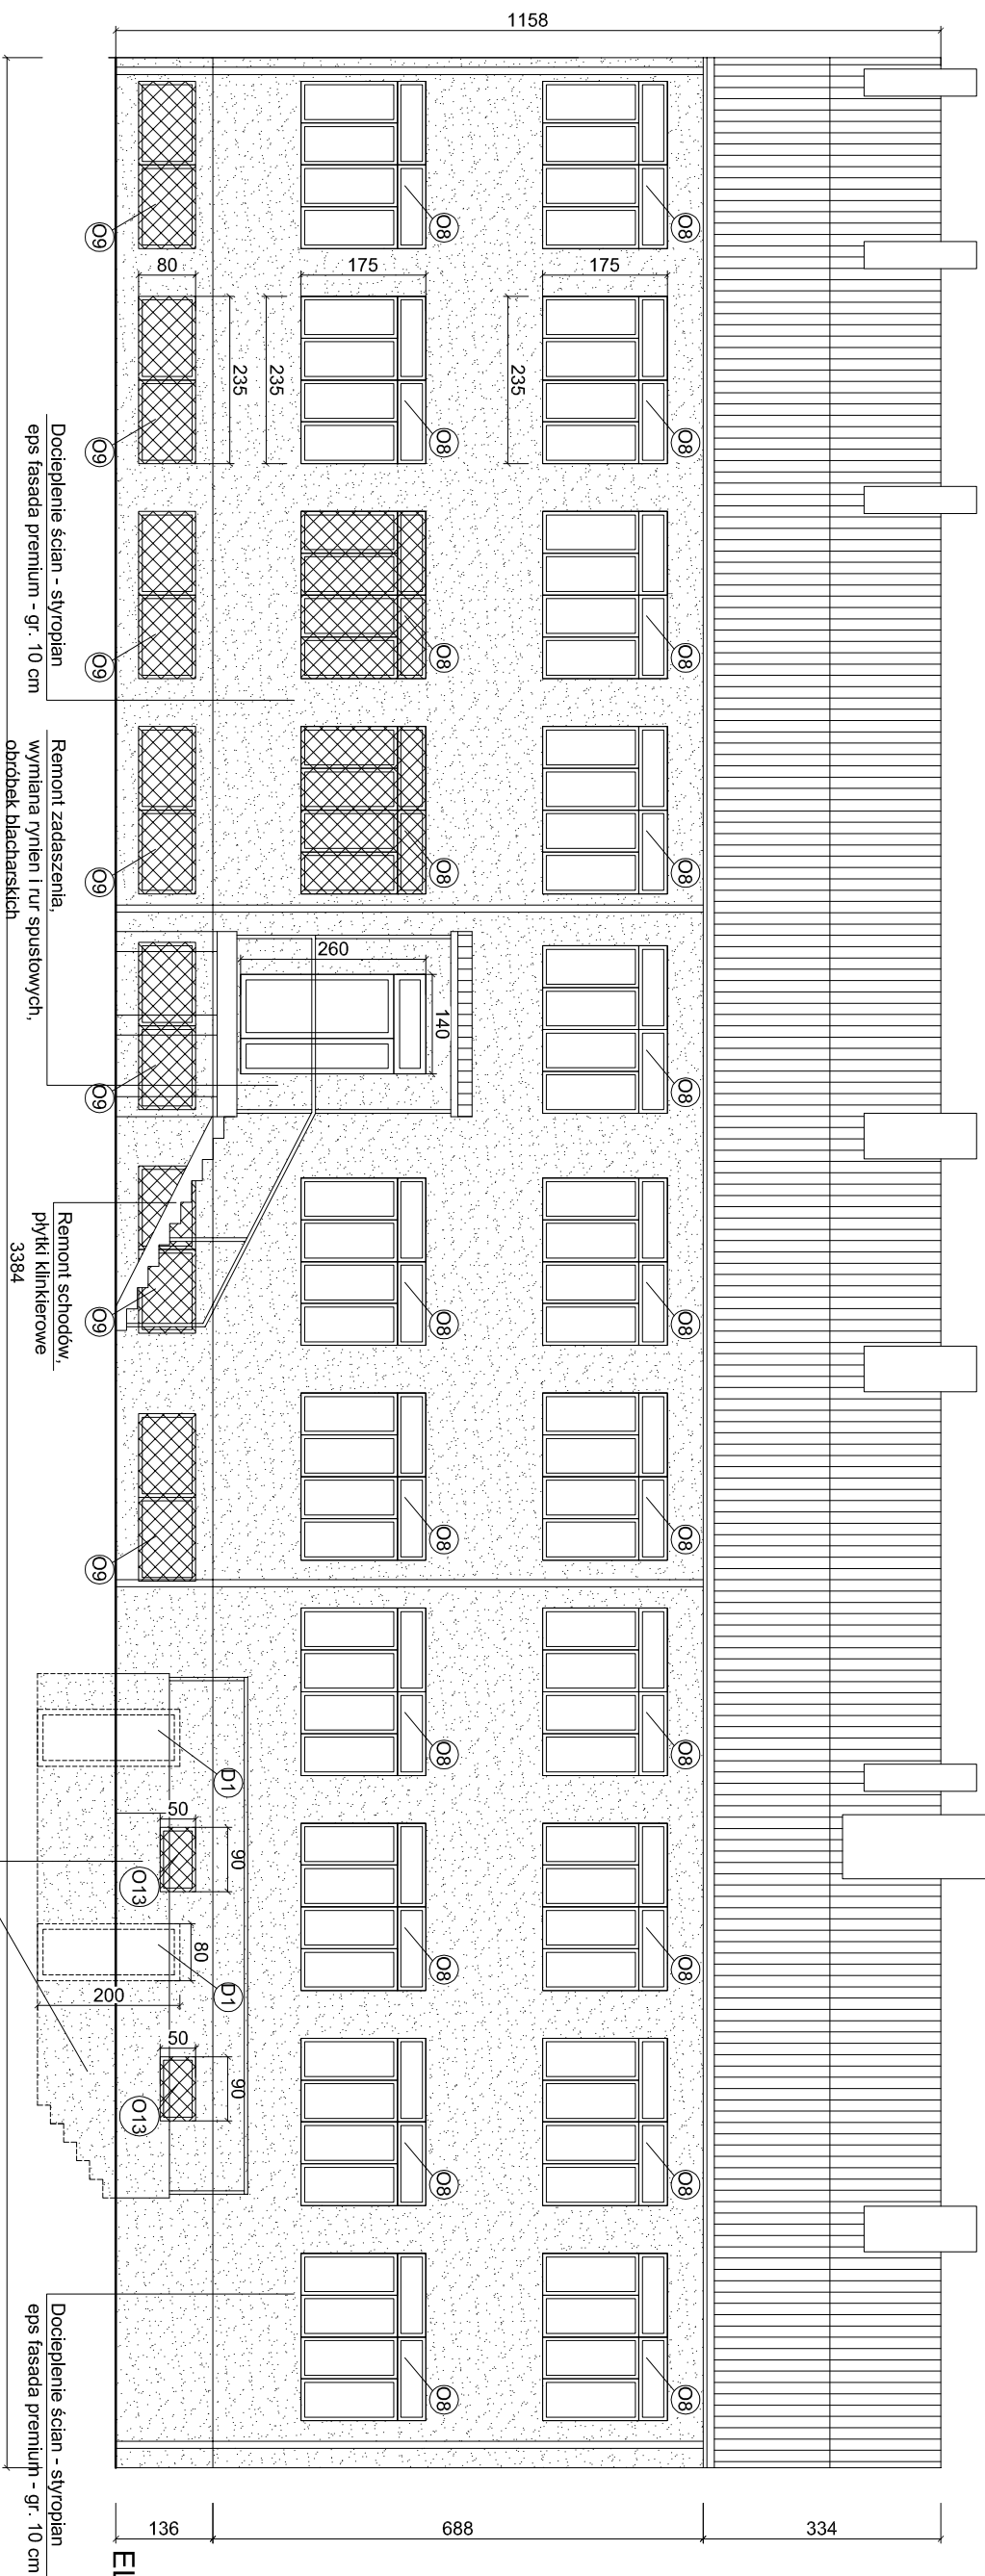 1158
334
688
136
O8
O8
O8
O8
O8
O8
O8
O8
O8
O8
O8
175
235
O8
O8
O8
O8
O8
O8
O8
O8
O8
O8
175
235
260
140
80
235
O9
O9
O9
O9
O9
O9
O9
D1
D1
50
90
O13
80
200
50
90
O13
Docieplenie ścian - styropian
eps fasada premium - gr. 10 cm
Remont zadaszenia,
wymiana rynien i rur spustowych,
obróbek blacharskich
Remont schodów,
płytki klinkierowe
Docieplenie ścian - styropian
eps fasada premium - gr. 10 cm
3384